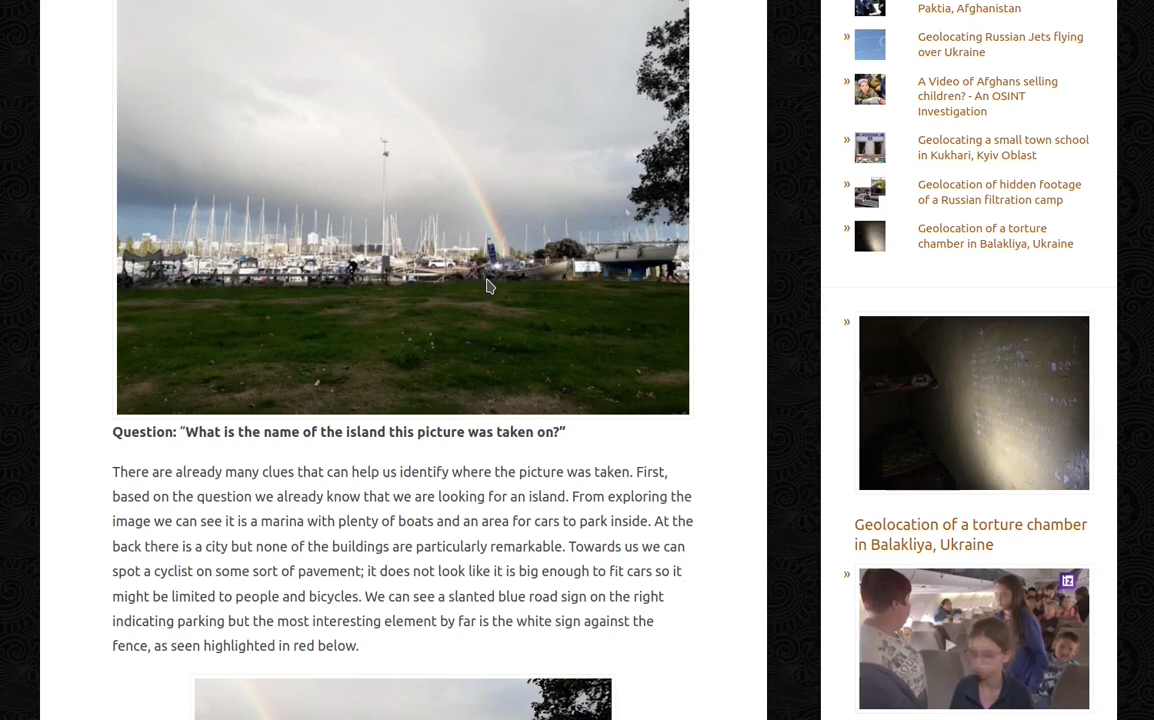 Paktia, Afghanistan
» Geolocating Russian Jets flying
over Ukraine
» A Video of Afghans selling
children? - An OSINT
Investigation
» Geolocating a small town school
in Kukhari, Kyiv Oblast
» Geolocation of hidden footage
of a Russian filtration camp
» Geolocation of a torture
chamber in Balakliya, Ukraine
Question: “What is the name of the island this picture was taken on?”
There are already many clues that can help us identify where the picture was taken. First,
based on the question we already know that we are looking for an island. From exploring the
image we can see it is a marina with plenty of boats and an area for cars to park inside. At the
back there is a city but none of the buildings are particularly remarkable. Towards us we can
spot a cyclist on some sort of pavement; it does not look like it is big enough to fit cars so it
might be limited to people and bicycles. We can see a slanted blue road sign on the right
indicating parking but the most interesting element by far is the white sign against the
fence, as seen highlighted in red below.
»
Geolocation of a torture chamber
in Balakliya, Ukraine
»